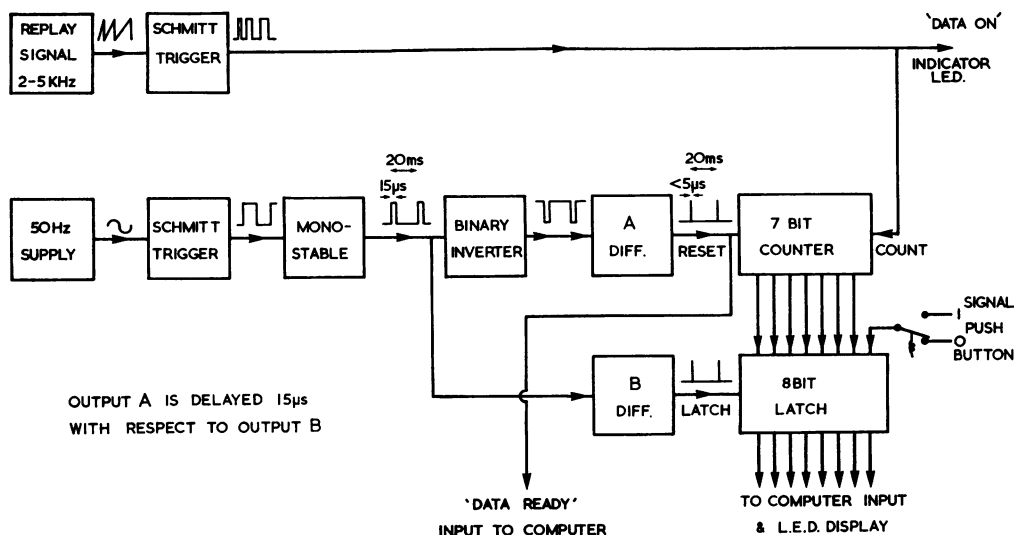 REPLAY
SIGNAL
2-5KHz
SCHMITT
TRIGGER
'DATA ON'
INDICATOR
L.E.D.
50Hz
SUPPLY
SCHMITT
TRIGGER
MONO-
STABLE
20ms
15µs
BINARY
INVERTER
A
DIFF.
20ms
<5µs
RESET
7 BIT
COUNTER
COUNT
SIGNAL
1
PUSH
O
BUTTON
B
DIFF.
LATCH
8BIT
LATCH
OUTPUT A IS DELAYED 15µs
WITH RESPECT TO OUTPUT B
'DATA READY'
INPUT TO COMPUTER
TO COMPUTER INPUT
& L.E.D. DISPLAY